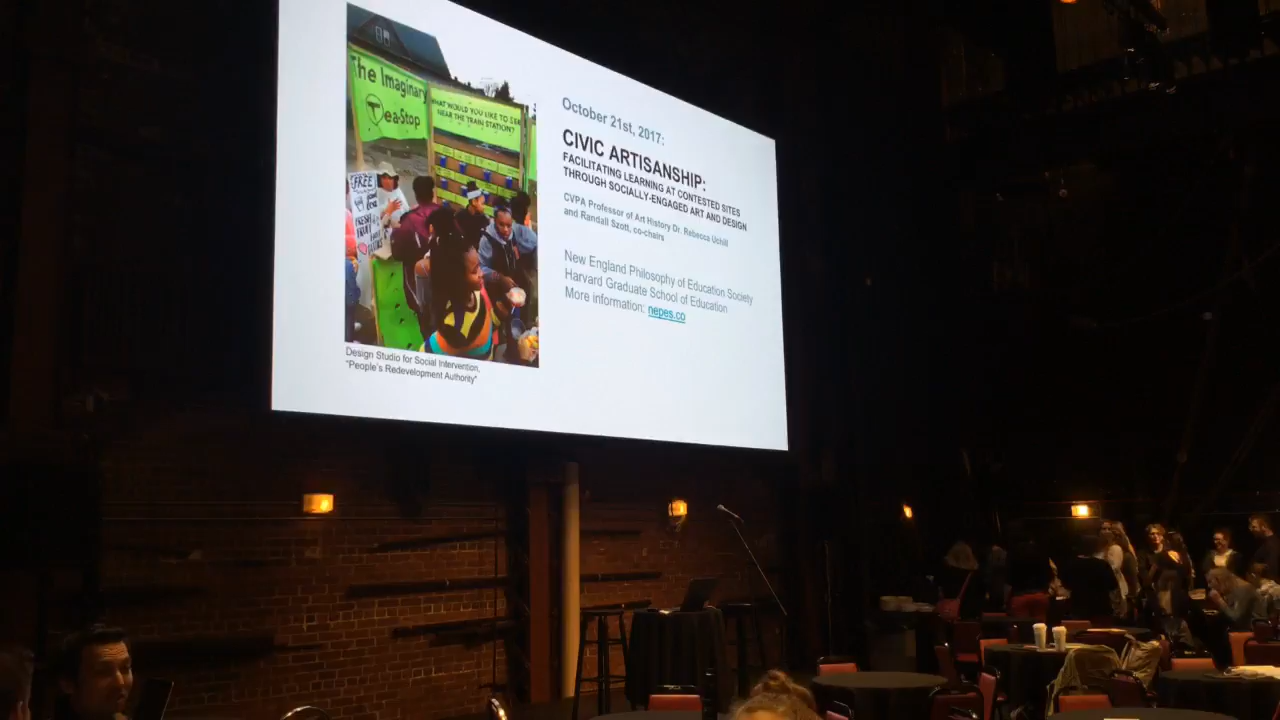 The Imaginary
Tea-Stop
WHAT WOULD YOU LIKE TO SEE
NEAR THE TRAIN STATION?
FREE
FRESH
FRUIT
Design Studio for Social Intervention,
"People's Redevelopment Authority"
October 21st, 2017:
CIVIC ARTISANSHIP:
FACILITATING LEARNING AT CONTESTED SITES
THROUGH SOCIALLY-ENGAGED ART AND DESIGN
CVPA Professor of Art History Dr. Rebecca Uchill
and Randall Szott, co-chairs
New England Philosophy of Education Society
Harvard Graduate School of Education
More information: nepes.co